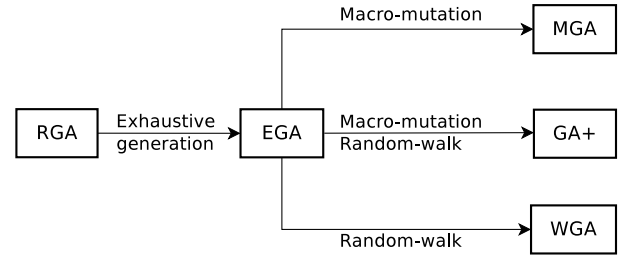 Macro-mutation
MGA
RGA
Exhaustive
generation
EGA
Macro-mutation
Random-walk
GA+
Random-walk
WGA